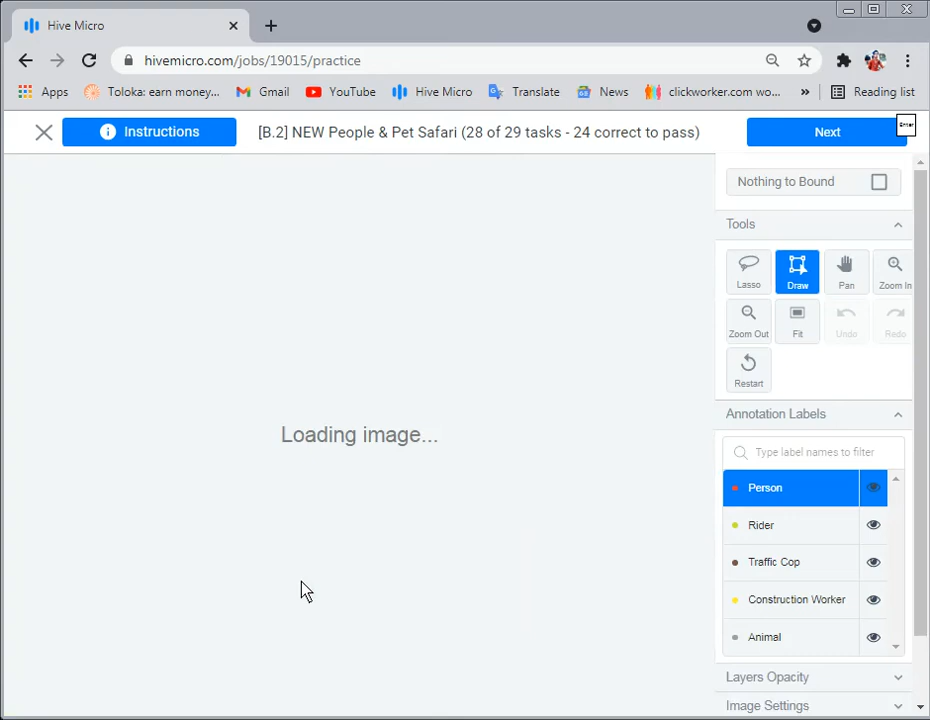 Hive Micro
hivemicro.com/jobs/19015/practice
Apps
Toloka: earn money...
Gmail
YouTube
Hive Micro
Translate
News
clickworker.com wo...
»
Reading list
Instructions
[B.2] NEW People & Pet Safari (28 of 29 tasks - 24 correct to pass)
Next
Enter
Nothing to Bound
Tools
Lasso
Draw
Pan
Zoom In
Zoom Out
Fit
Undo
Redo
Restart
Loading image...
Annotation Labels
Type label names to filter
Person
Rider
Traffic Cop
Construction Worker
Animal
Layers Opacity
Image Settings